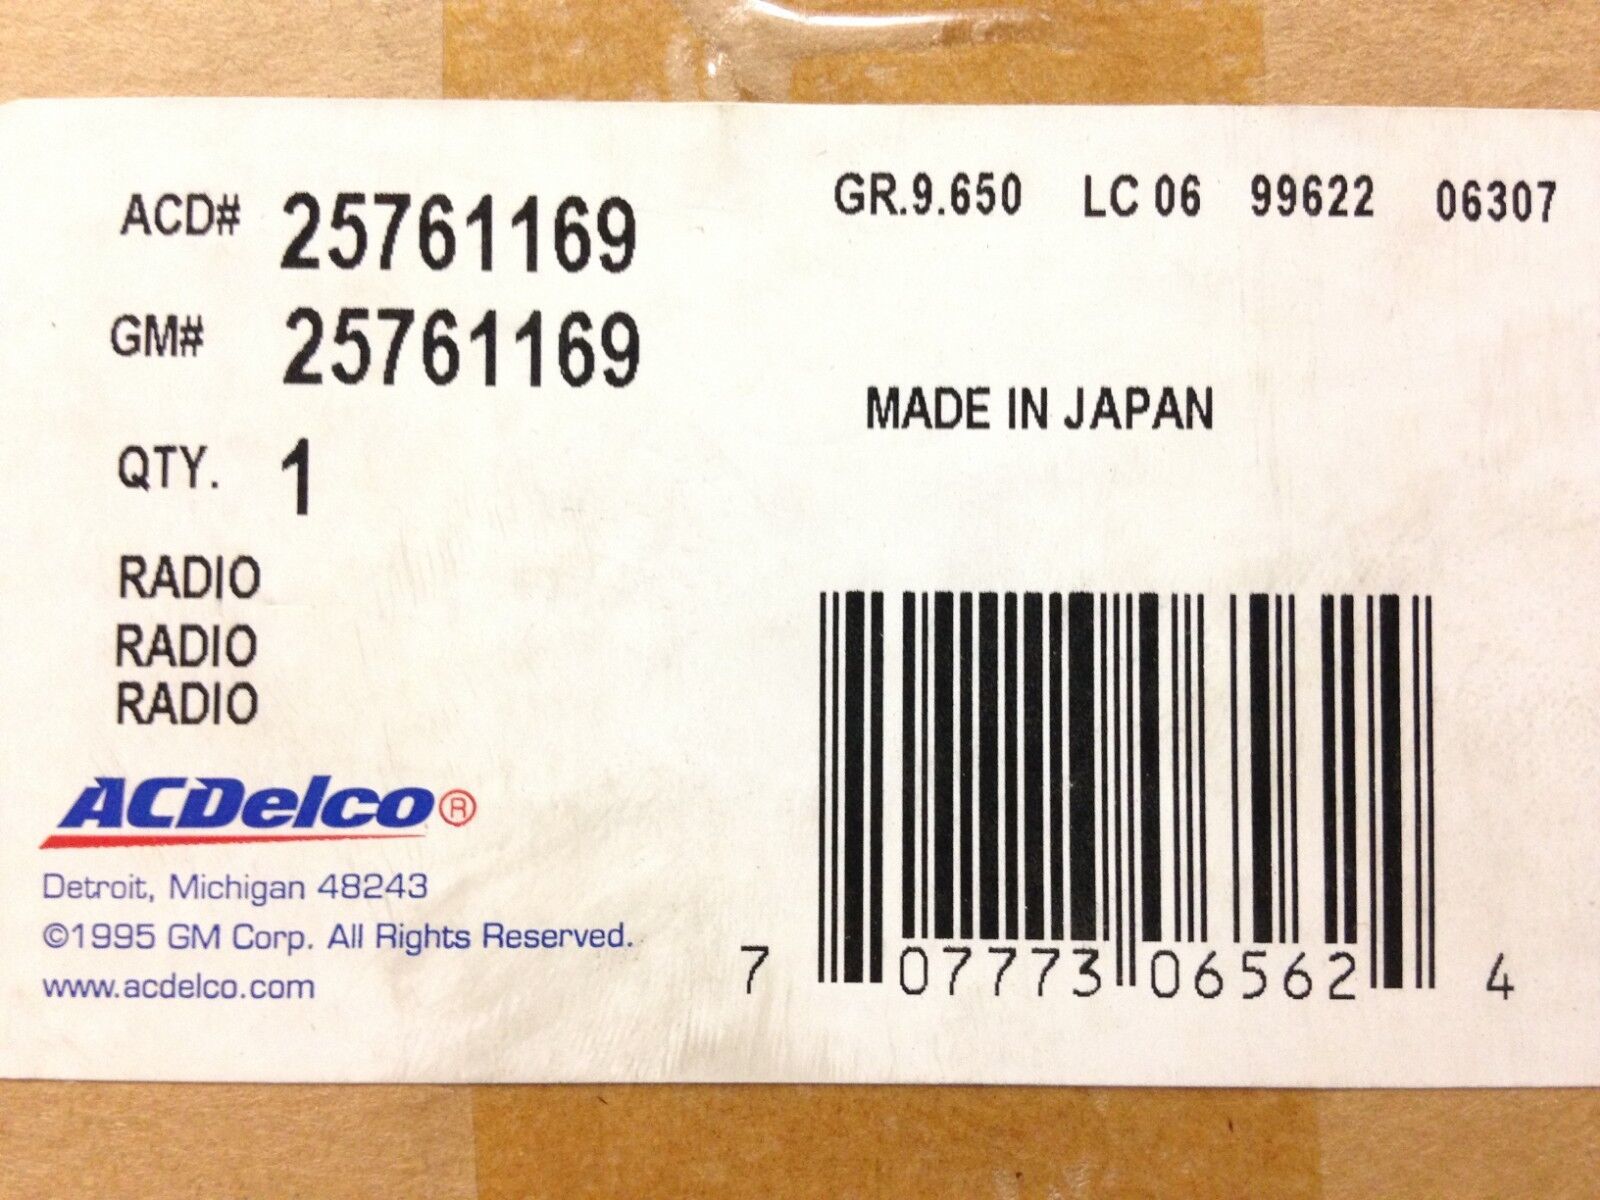 ACD# 25761169
GR.9.650 LC 06 99622 06307
GM# 25761169
MADE IN JAPAN
QTY. 1
RADIO
RADIO
RADIO
ACDelco®
Detroit, Michigan 48243
©1995 GM Corp. All Rights Reserved.
www.acdelco.com
7 07773 06562 4